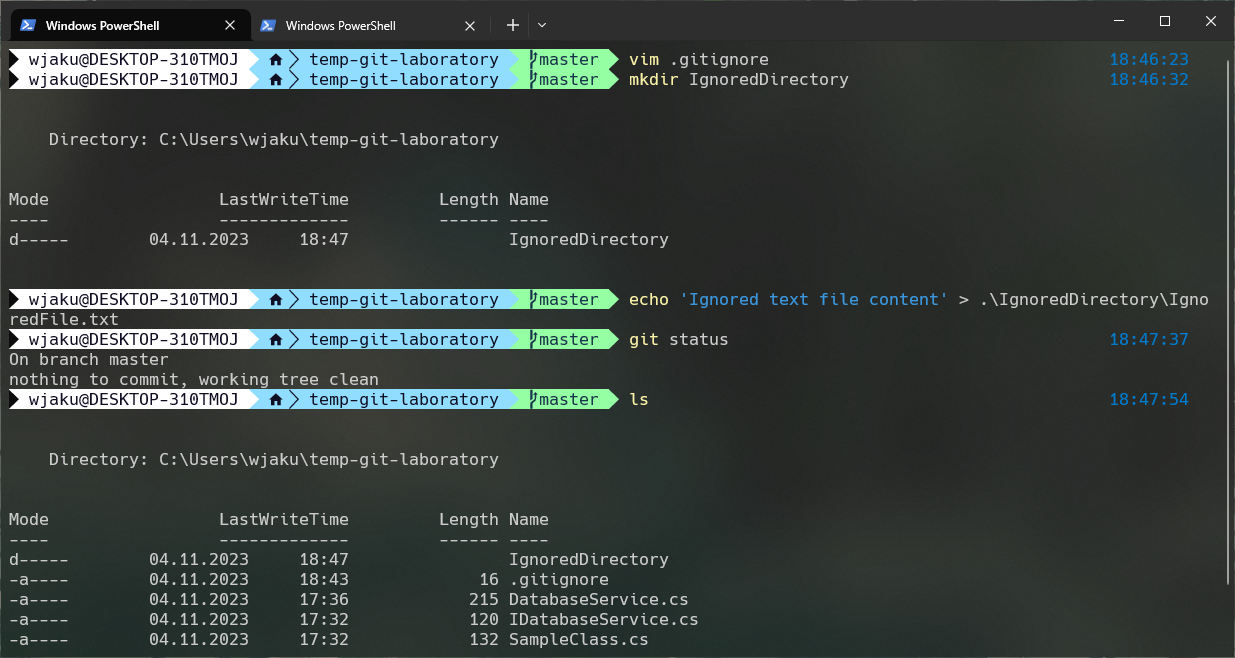 Windows PowerShell Windows PowerShell
wjaku@DESKTOP-310TMOJ temp-git-laboratory master vim .gitignore 18:46:23
wjaku@DESKTOP-310TMOJ temp-git-laboratory master mkdir IgnoredDirectory 18:46:32
Directory: C:\Users\wjaku\temp-git-laboratory
Mode LastWriteTime Length Name
---- ------------- ------ ----
d----- 04.11.2023 18:47 IgnoredDirectory
wjaku@DESKTOP-310TMOJ temp-git-laboratory master echo 'Ignored text file content' > .\IgnoredDirectory\Igno
redFile.txt
wjaku@DESKTOP-310TMOJ temp-git-laboratory master git status 18:47:37
On branch master
nothing to commit, working tree clean
wjaku@DESKTOP-310TMOJ temp-git-laboratory master ls 18:47:54
Directory: C:\Users\wjaku\temp-git-laboratory
Mode LastWriteTime Length Name
---- ------------- ------ ----
d----- 04.11.2023 18:47 IgnoredDirectory
-a---- 04.11.2023 18:43 16 .gitignore
-a---- 04.11.2023 17:36 215 DatabaseService.cs
-a---- 04.11.2023 17:32 120 IDatabaseService.cs
-a---- 04.11.2023 17:32 132 SampleClass.cs